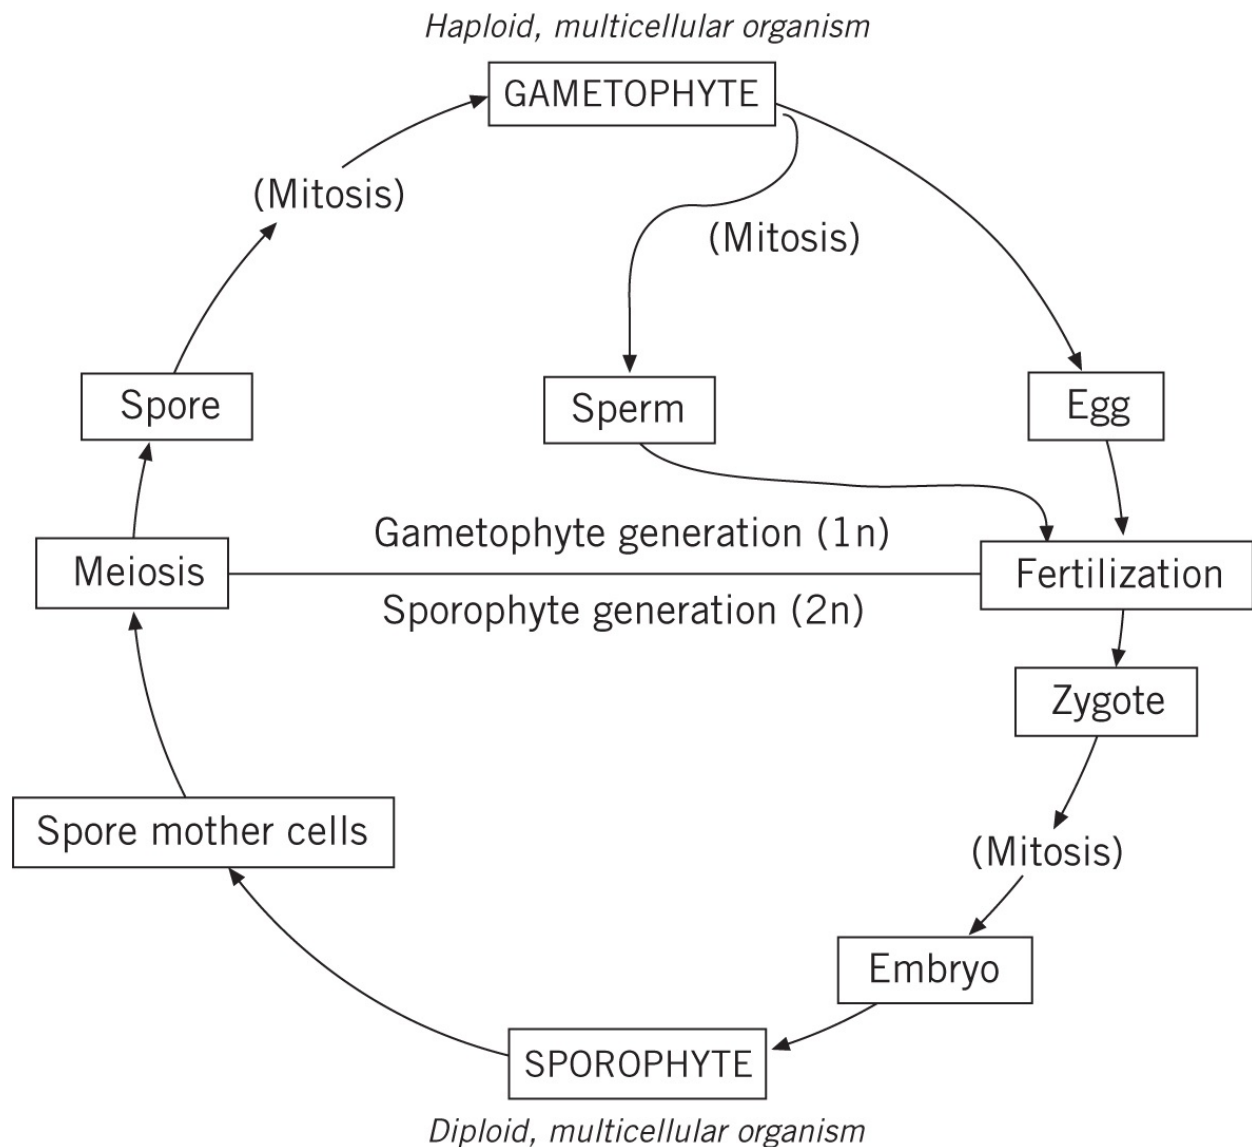 Haploid, multicellular organism
GAMETOPHYTE
(Mitosis)
(Mitosis)
Spore
Sperm
Egg
Gametophyte generation (1n)
Meiosis
Fertilization
Sporophyte generation (2n)
Zygote
Spore mother cells
(Mitosis)
Embryo
SPOROPHYTE
Diploid, multicellular organism